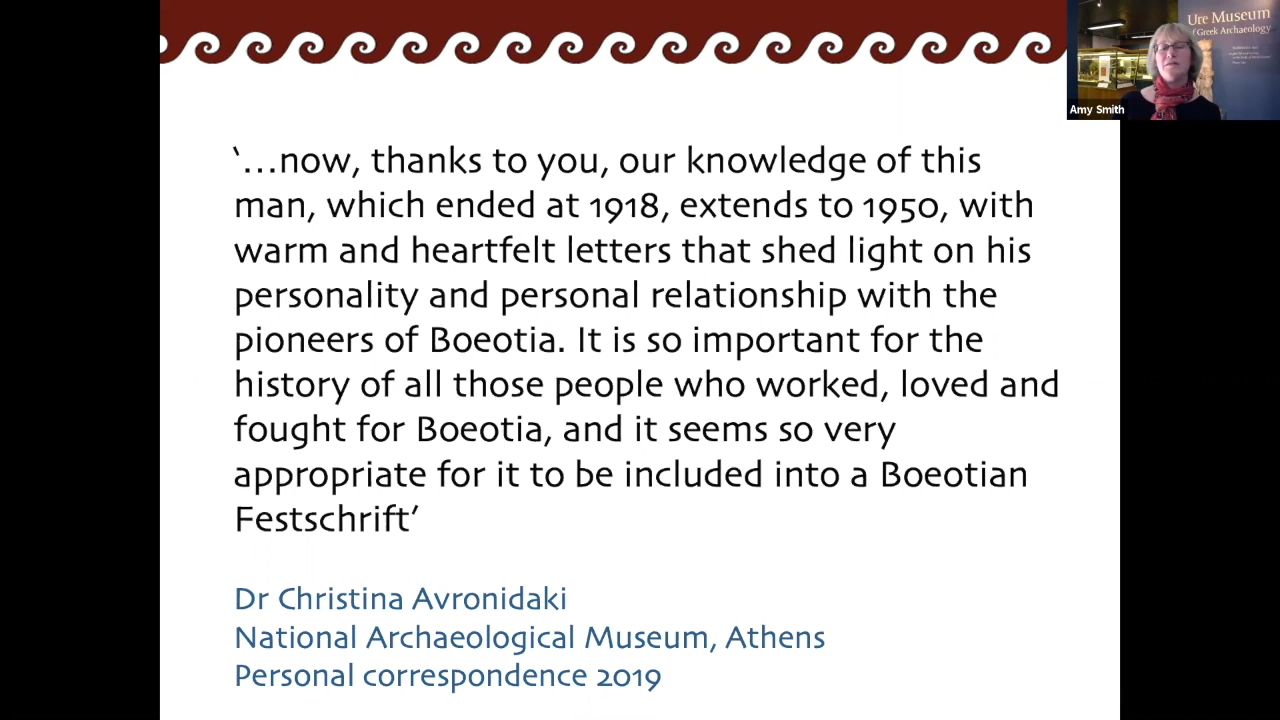 ‘…now, thanks to you, our knowledge of this
man, which ended at 1918, extends to 1950, with
warm and heartfelt letters that shed light on his
personality and personal relationship with the
pioneers of Boeotia. It is so important for the
history of all those people who worked, loved and
fought for Boeotia, and it seems so very
appropriate for it to be included into a Boeotian
Festschrift’
Dr Christina Avronidaki
National Archaeological Museum, Athens
Personal correspondence 2019
Ure Museum
of Greek Archaeology
Amy Smith